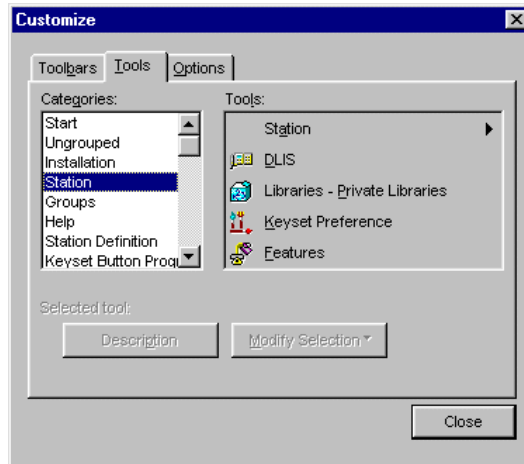 Customize
Toolbars Tools Options
Categories: Tools:
Start
Ungrouped
Installation
Station
Groups
Help
Station Definition
Keyset Button Progr
Station
DLIS
Libraries - Private Libraries
Keyset Preference
Features
Selected tool:
Description Modify Selection
Close